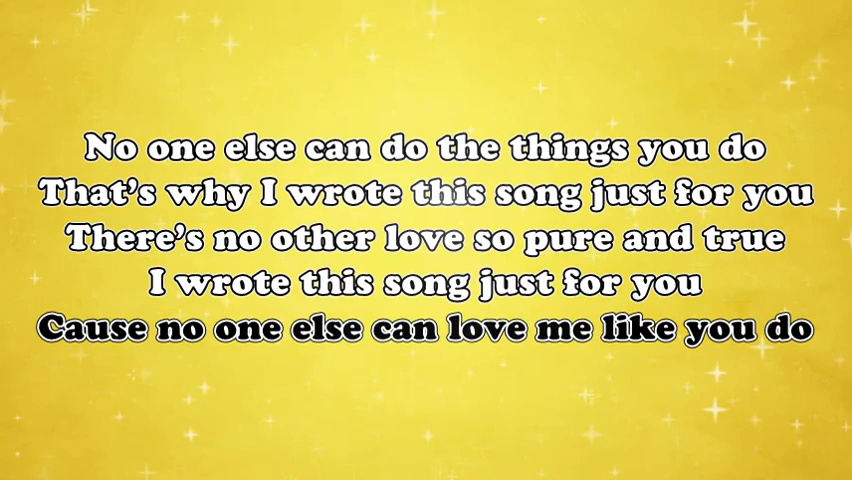 No one else can do the things you do
That's why I wrote this song just for you
There's no other love so pure and true
I wrote this song just for you
Cause no one else can love me like you do